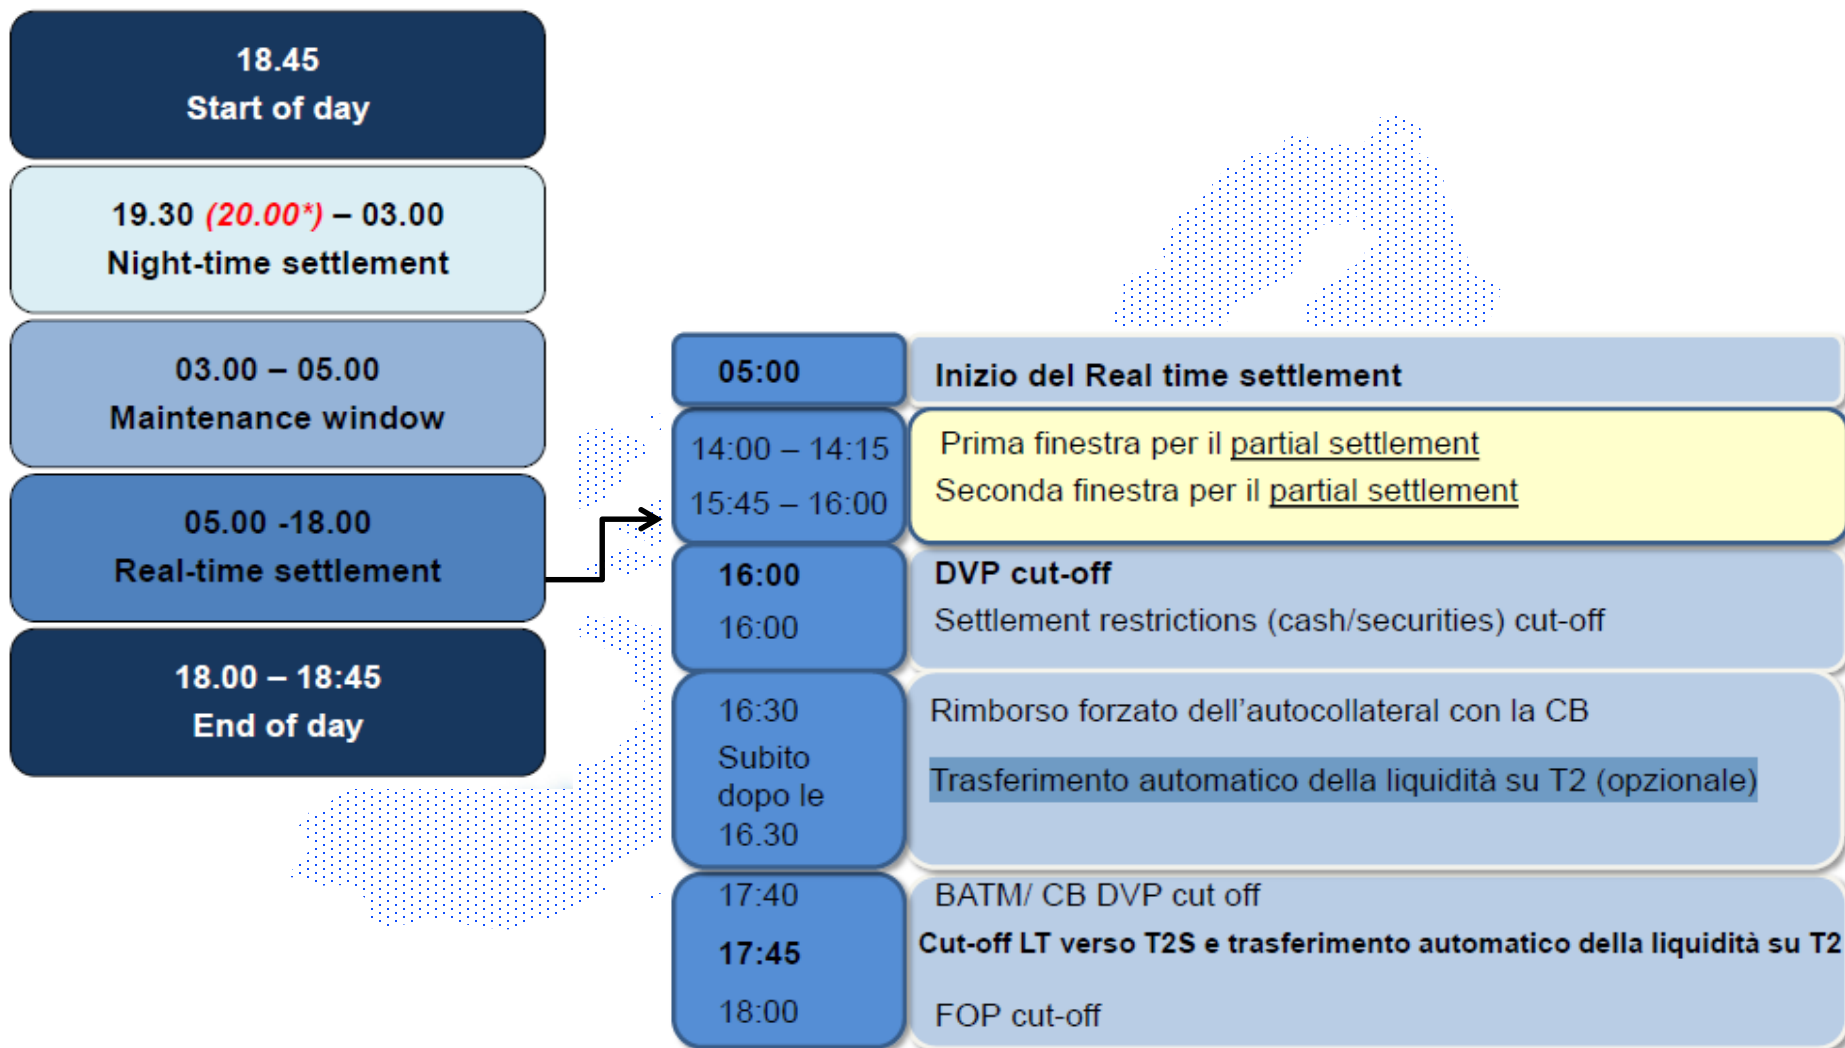 18.45
Start of day
19.30 (20.00*) – 03.00
Night-time settlement
03.00 – 05.00
Maintenance window
05.00 -18.00
Real-time settlement
18.00 – 18:45
End of day
05:00
Inizio del Real time settlement
14:00 – 14:15
Prima finestra per il partial settlement
15:45 – 16:00
Seconda finestra per il partial settlement
16:00
DVP cut-off
16:00
Settlement restrictions (cash/securities) cut-off
16:30
Rimborso forzato dell’autocollateral con la CB
Subito
dopo le
16.30
Trasferimento automatico della liquidità su T2 (opzionale)
17:40
BATM/ CB DVP cut off
17:45
Cut-off LT verso T2S e trasferimento automatico della liquidità su T2
18:00
FOP cut-off